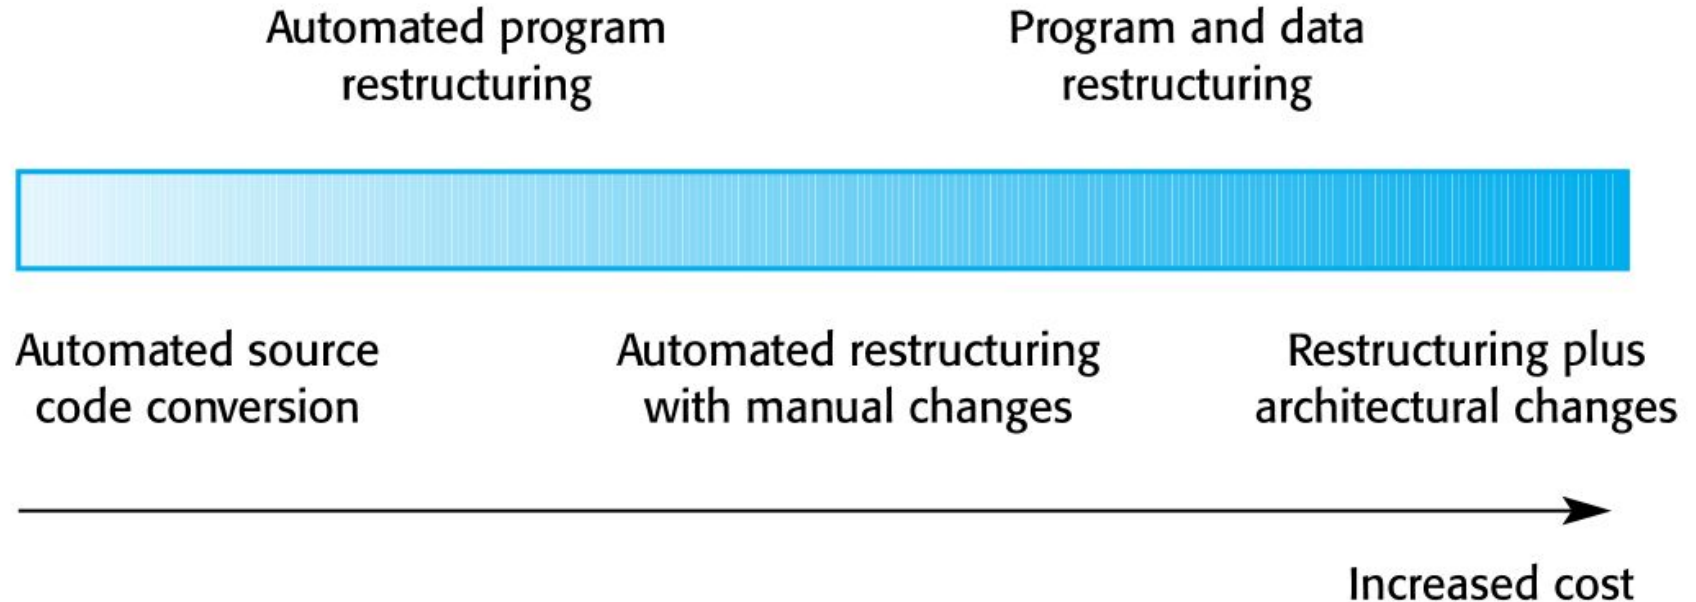 Automated program
restructuring
Program and data
restructuring
Automated source
code conversion
Automated restructuring
with manual changes
Restructuring plus
architectural changes
Increased cost